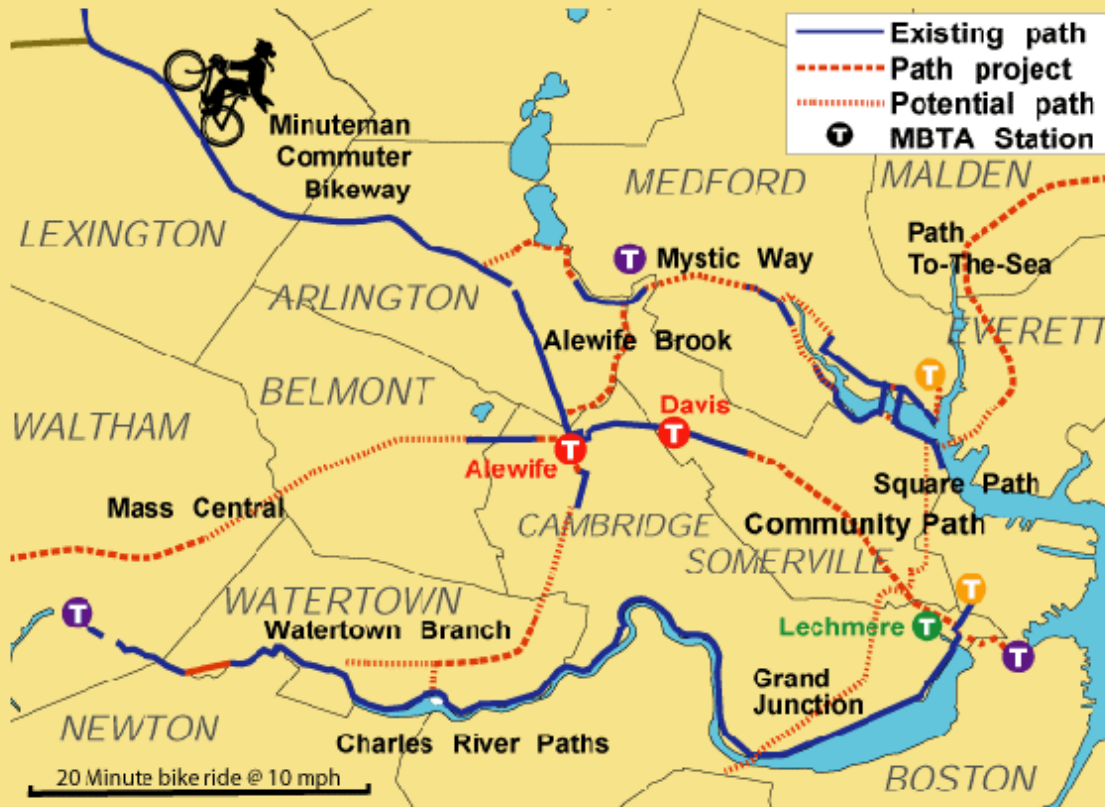 Existing path
Path project
Potential path
T MBTA Station
Minuteman
Commuter
Bikeway
MEDFORD
MALDEN
LEXINGTON
Path
To-The-Sea
T
Mystic Way
ARLINGTON
EVERETT
Alewife Brook
T
BELMONT
WALTHAM
Davis
T
T
Alewife
Mass Central
Square Path
CAMBRIDGE
Community Path
SOMERVILLE
WATERTOWN
T
T
Watertown Branch
Lechmere T
T
Grand
Junction
NEWTON
Charles River Paths
20 Minute bike ride @ 10 mph
BOSTON